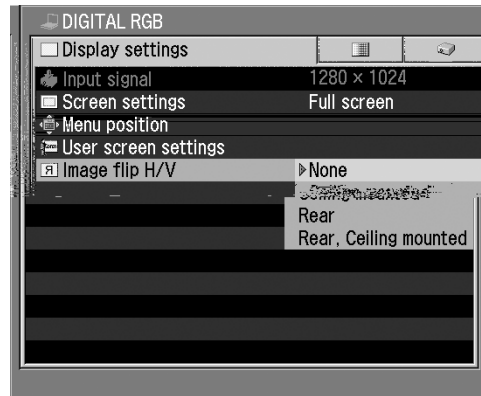 DIGITAL RGB
Display settings
Input signal 1280 × 1024
Screen settings Full screen
Menu position
User screen settings
Image flip H/V None
Rear
Rear, Ceiling mounted